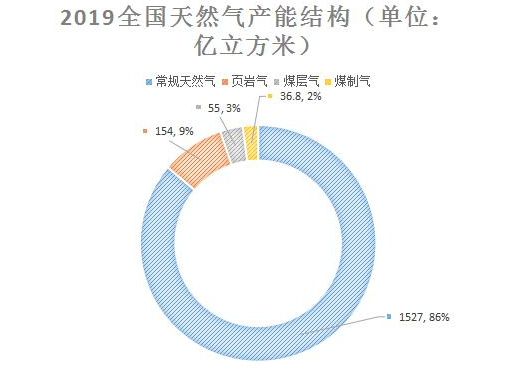 2019全国天然气产能结构（单位：
亿立方米）
常规天然气 页岩气 煤层气 煤制气
36.8, 2%
55, 3%
154, 9%
1527, 86%